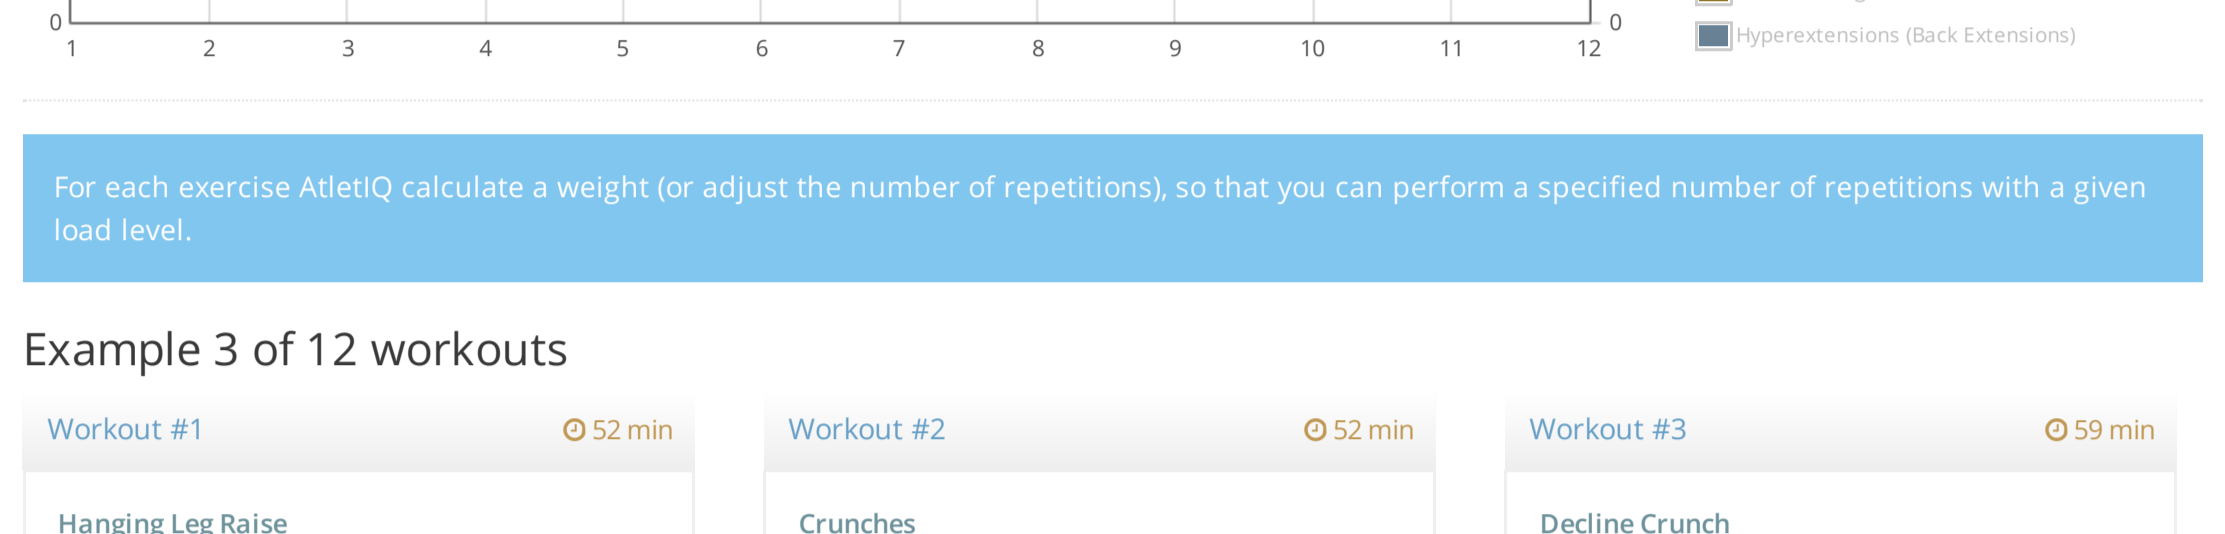 0 0
1 2 3 4 5 6 7 8 9 10 11 12
Hyperextensions (Back Extensions)
For each exercise AtletIQ calculate a weight (or adjust the number of repetitions), so that you can perform a specified number of repetitions with a given
load level.
Example 3 of 12 workouts
Workout #1 52 min
Workout #2 52 min
Workout #3 59 min
Hanging Leg Raise
Crunches
Decline Crunch